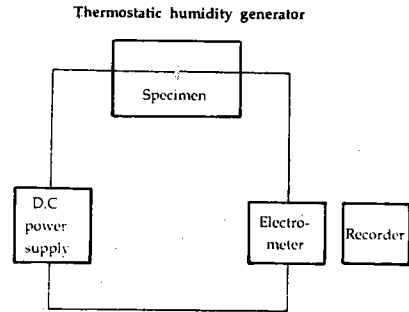 Thermostatic humidity generator
Specimen
D.C
power
supply
Electro-
meter
Recorder